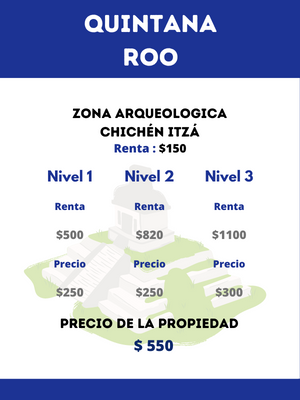 QUINTANA
ROO
ZONA ARQUEOLOGICA
CHICHÉN ITZÁ
Renta : $150
Nivel 1 Nivel 2 Nivel 3
Renta Renta Renta
$500 $820 $1100
Precio Precio Precio
$250 $250 $300
PRECIO DE LA PROPIEDAD
$ 550